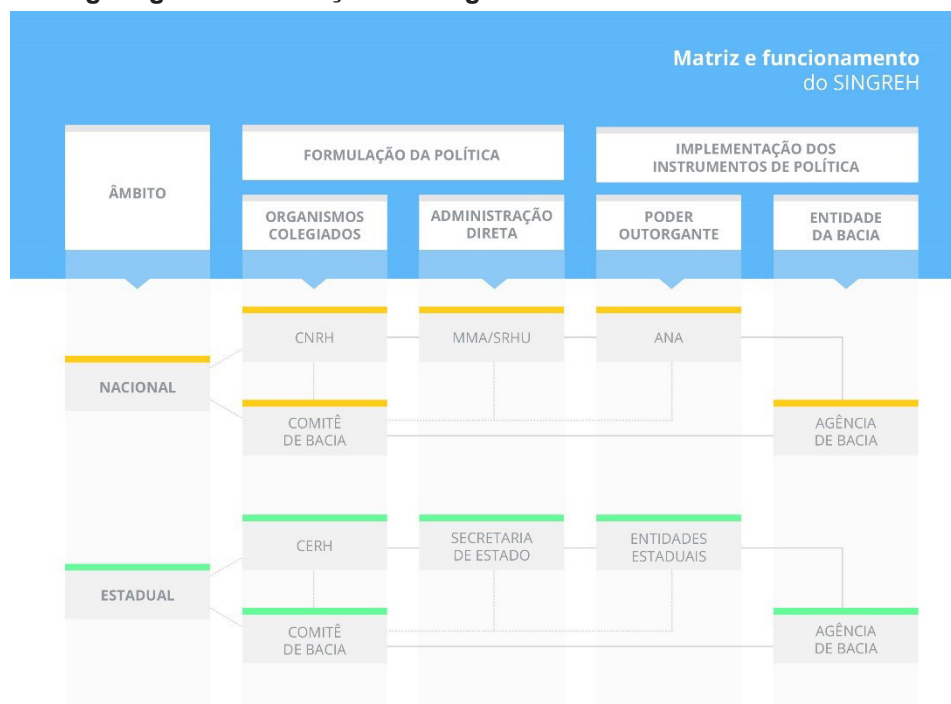 Matriz e funcionamento
do SINGREH
ÂMBITO
FORMULAÇÃO DA POLÍTICA
IMPLEMENTAÇÃO DOS
INSTRUMENTOS DE POLÍTICA
ORGANISMOS
COLEGIADOS
ADMINISTRAÇÃO
DIRETA
PODER
OUTORGANTE
ENTIDADE
DA BACIA
NACIONAL
CNRH
MMA/SRHU
ANA
COMITÊ
DE BACIA
AGÊNCIA
DE BACIA
ESTADUAL
CERH
SECRETARIA
DE ESTADO
ENTIDADES
ESTADUAIS
COMITÊ
DE BACIA
AGÊNCIA
DE BACIA